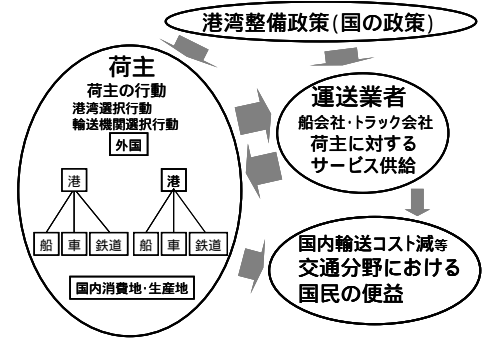 港湾整備政策(国の政策)
荷主
荷主の行動
港湾選択行動
輸送機関選択行動
外国
港
港
船 車 鉄道 船 車 鉄道
国内消費地・生産地
運送業者
船会社・トラック会社
荷主に対する
サービス供給
国内輸送コスト減等
交通分野における
国民の便益